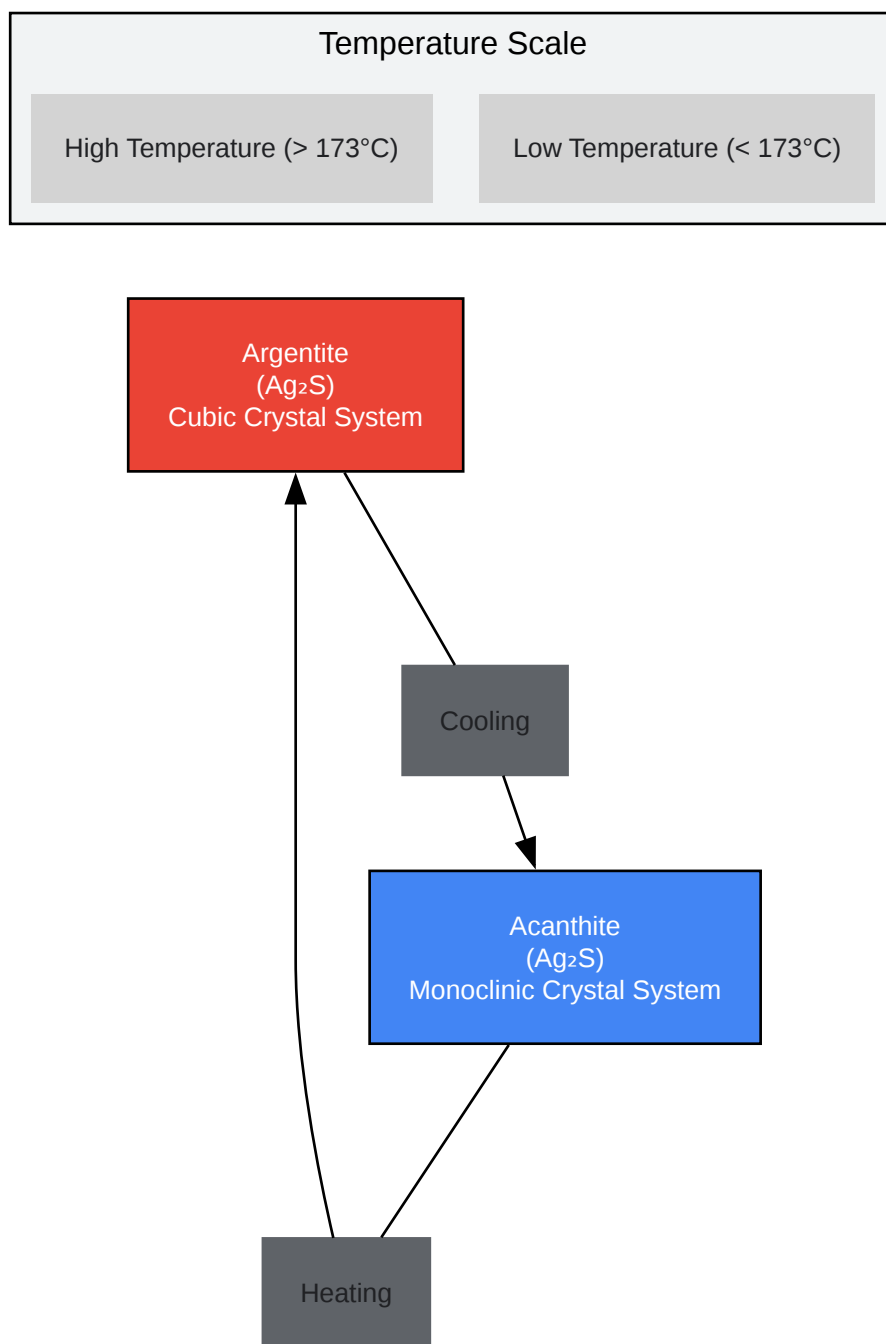 Temperature Scale
High Temperature (> 173°C)
Low Temperature (< 173°C)
Argentite
(Ag₂S)
Cubic Crystal System
Cooling
Acanthite
(Ag₂S)
Monoclinic Crystal System
Heating